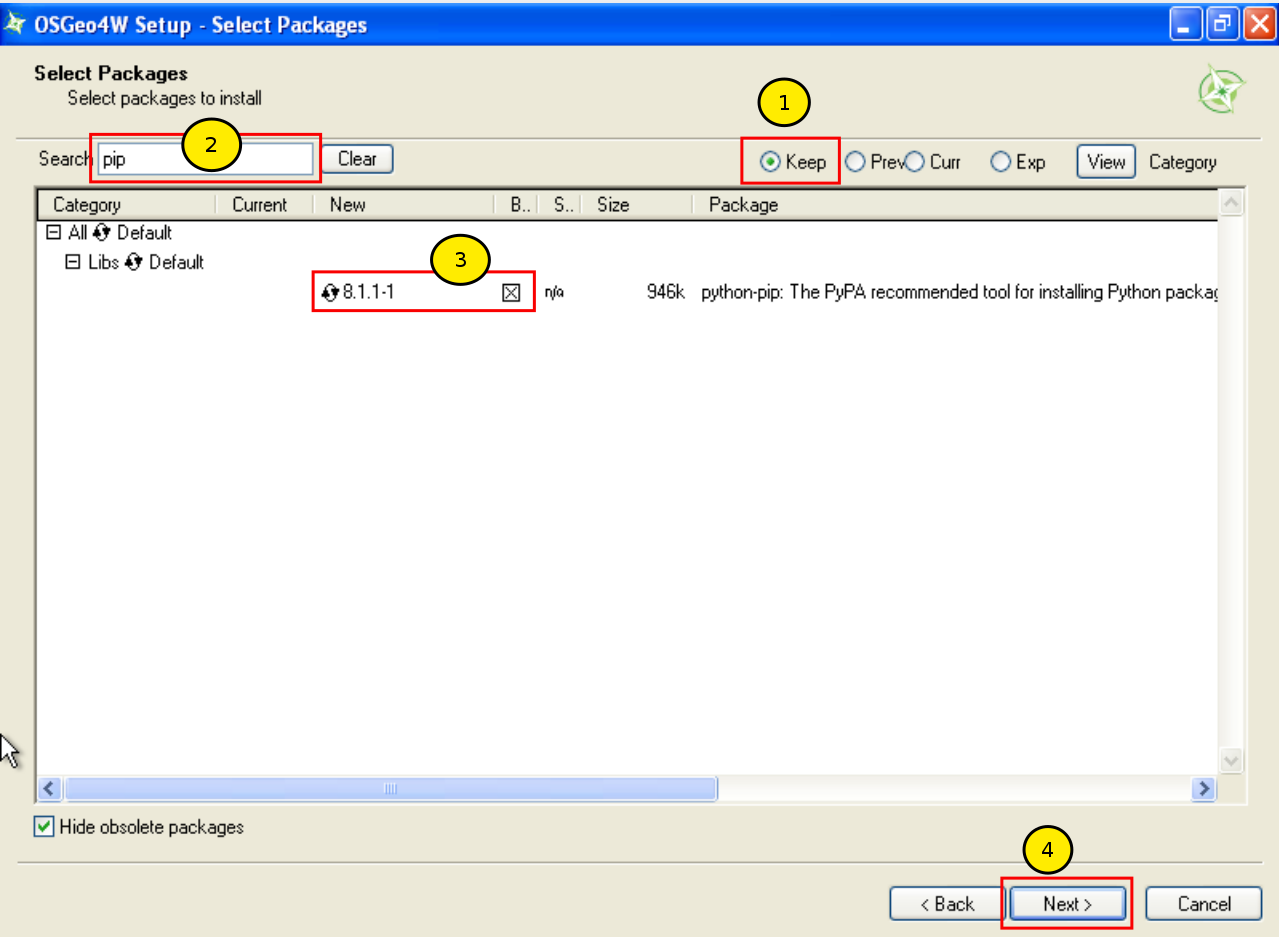 OSGeo4W Setup - Select Packages
Select Packages
Select packages to install
1
2
Search pip Clear Keep Prev Curr Exp View Category
Category Current New B.. S.. Size Package
All Default
3
Libs Default
8.1.1-1 n/a 946k python-pip: The PyPA recommended tool for installing Python packag
Hide obsolete packages
4
< Back Next > Cancel